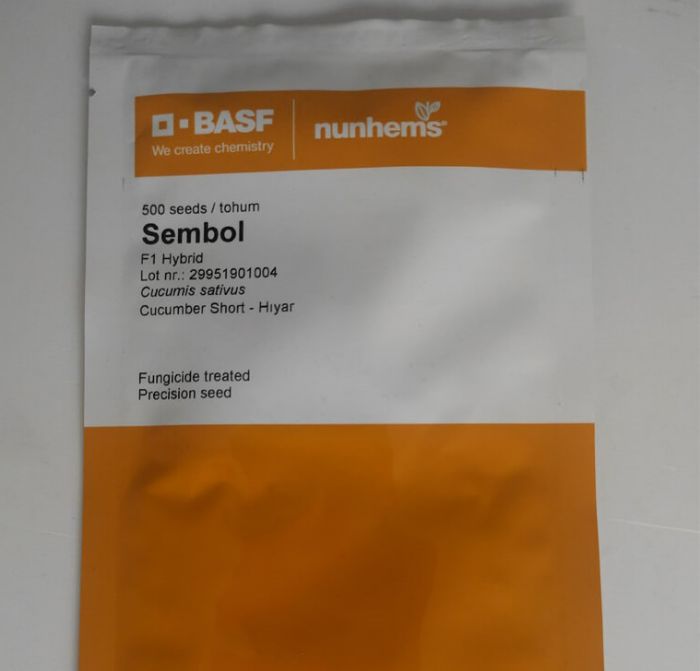 BASF
We create chemistry
nunhems
500 seeds / tohum
Sembol
F1 Hybrid
Lot nr.: 29951901004
Cucumis sativus
Cucumber Short - Hıyar
Fungicide treated
Precision seed